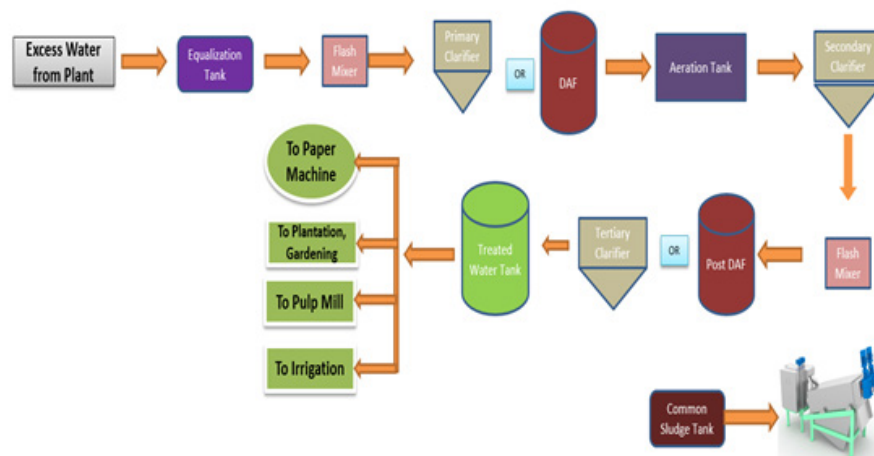 Excess Water
from Plant
Equalization
Tank
Flash
Mixer
Primary
Clarifier
OR
DAF
Aeration Tank
Secondary
Clarifier
To Paper
Machine
To Plantation,
Gardening
To Pulp Mill
To Irrigation
Treated
Water Tank
Tertiary
Clarifier
OR
Post DAF
Flash
Mixer
Common
Sludge Tank